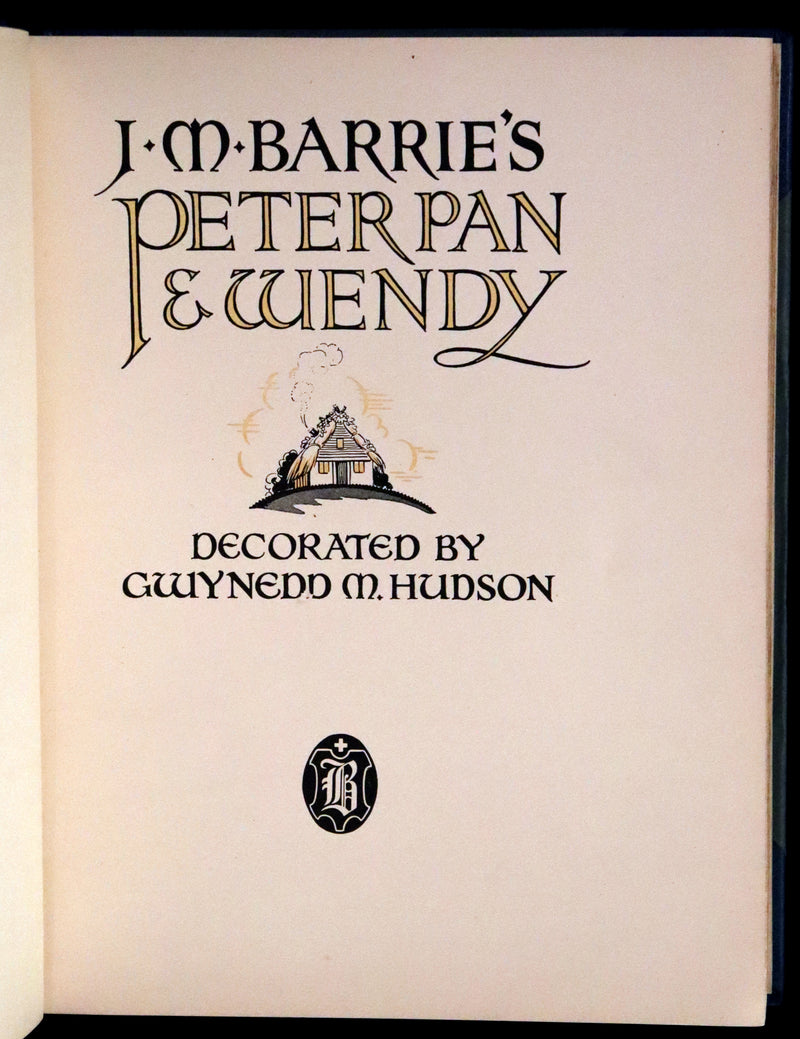 J·M·BARRIE'S
PETER PAN
& WENDY
DECORATED BY
GWYNEDD M. HUDSON
B